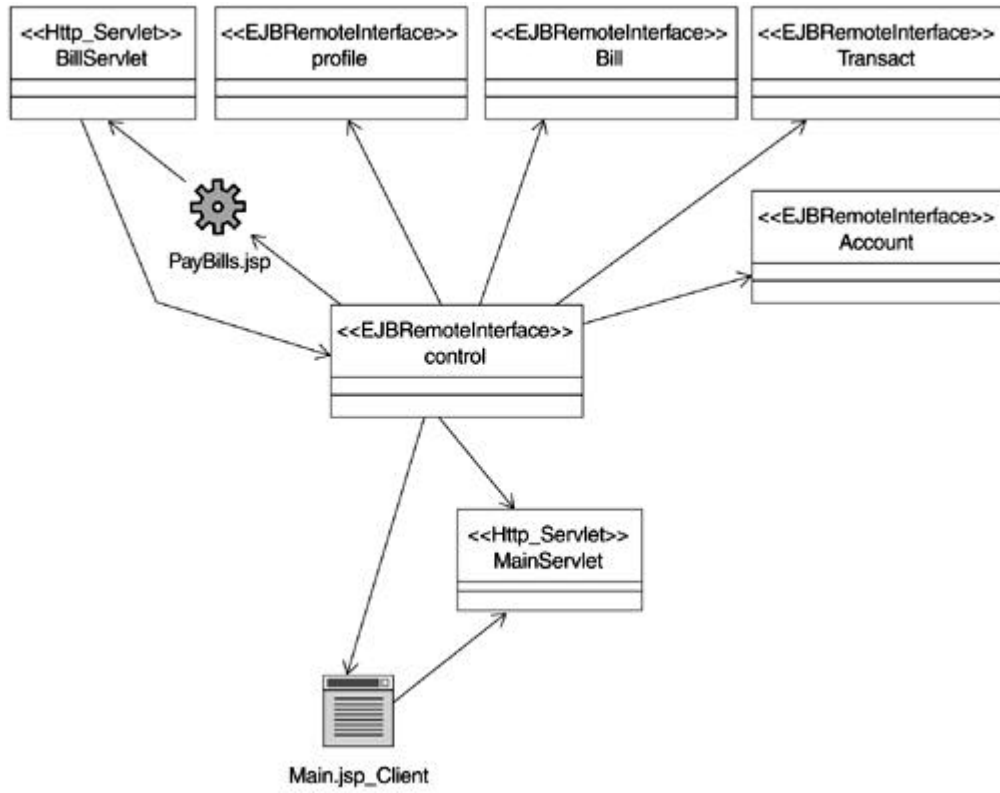 <<Http_Servlet>>
BillServlet
<<EJBRemoteInterface>>
profile
<<EJBRemoteInterface>>
Bill
<<EJBRemoteInterface>>
Transact
<<EJBRemoteInterface>>
Account
PayBills.jsp
<<EJBRemoteInterface>>
control
<<Http_Servlet>>
MainServlet
Main.jsp_Client